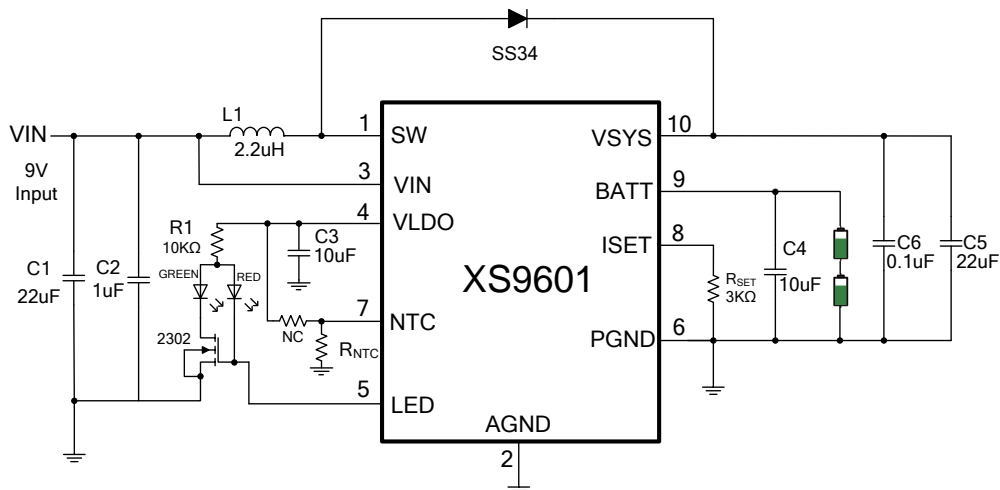 SS34
L1
VIN
2.2uH
1
SW
VSYS
10
9V
Input
3
VIN
BATT
9
4
VLDO
ISET
8
R1
10KΩ
C3
10uF
GREEN
RED
C1
22uF
C2
1uF
XS9601
RSET
3KΩ
C4
10uF
C6
0.1uF
C5
22uF
7
NTC
NC
RNTC
2302
PGND
6
5
LED
AGND
2